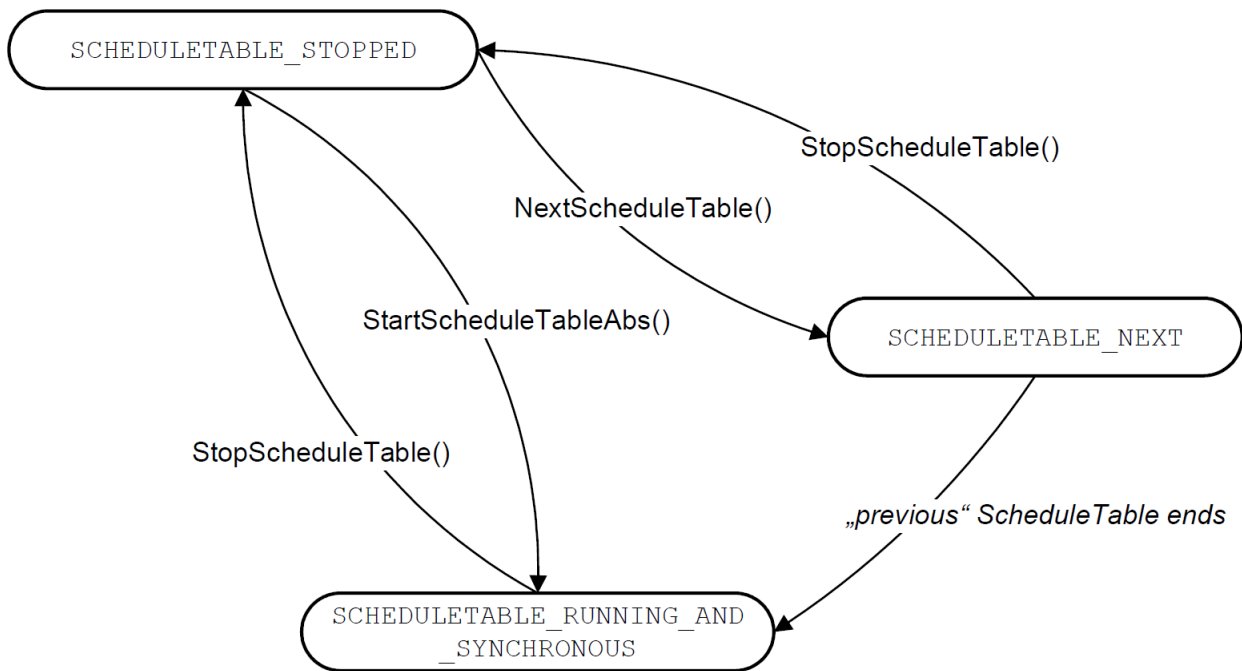 SCHEDULETABLE_STOPPED
StopScheduleTable()
NextScheduleTable()
StartScheduleTableAbs()
SCHEDULETABLE_NEXT
StopScheduleTable()
„previous“ ScheduleTable ends
SCHEDULETABLE_RUNNING_AND
_SYNCHRONOUS